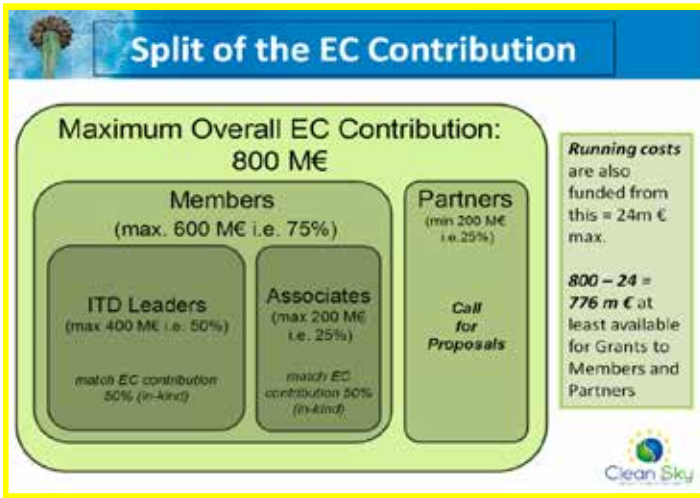 Split of the EC Contribution
Maximum Overall EC Contribution:
800 M€
Members
(max. 600 M€ i.e. 75%)
ITD Leaders
(max 400 M€ i.e. 50%)
match EC contribution
50% (in-kind)
Associates
(max 200 M€
i.e. 25%)
match EC
contribution 50%
(in-kind)
Partners
(min 200 M€
i.e.25%)
Call
for
Proposals
Running costs
are also
funded from
this = 24m €
max.
800 – 24 =
776 m € at
least available
for Grants to
Members and
Partners
Clean Sky